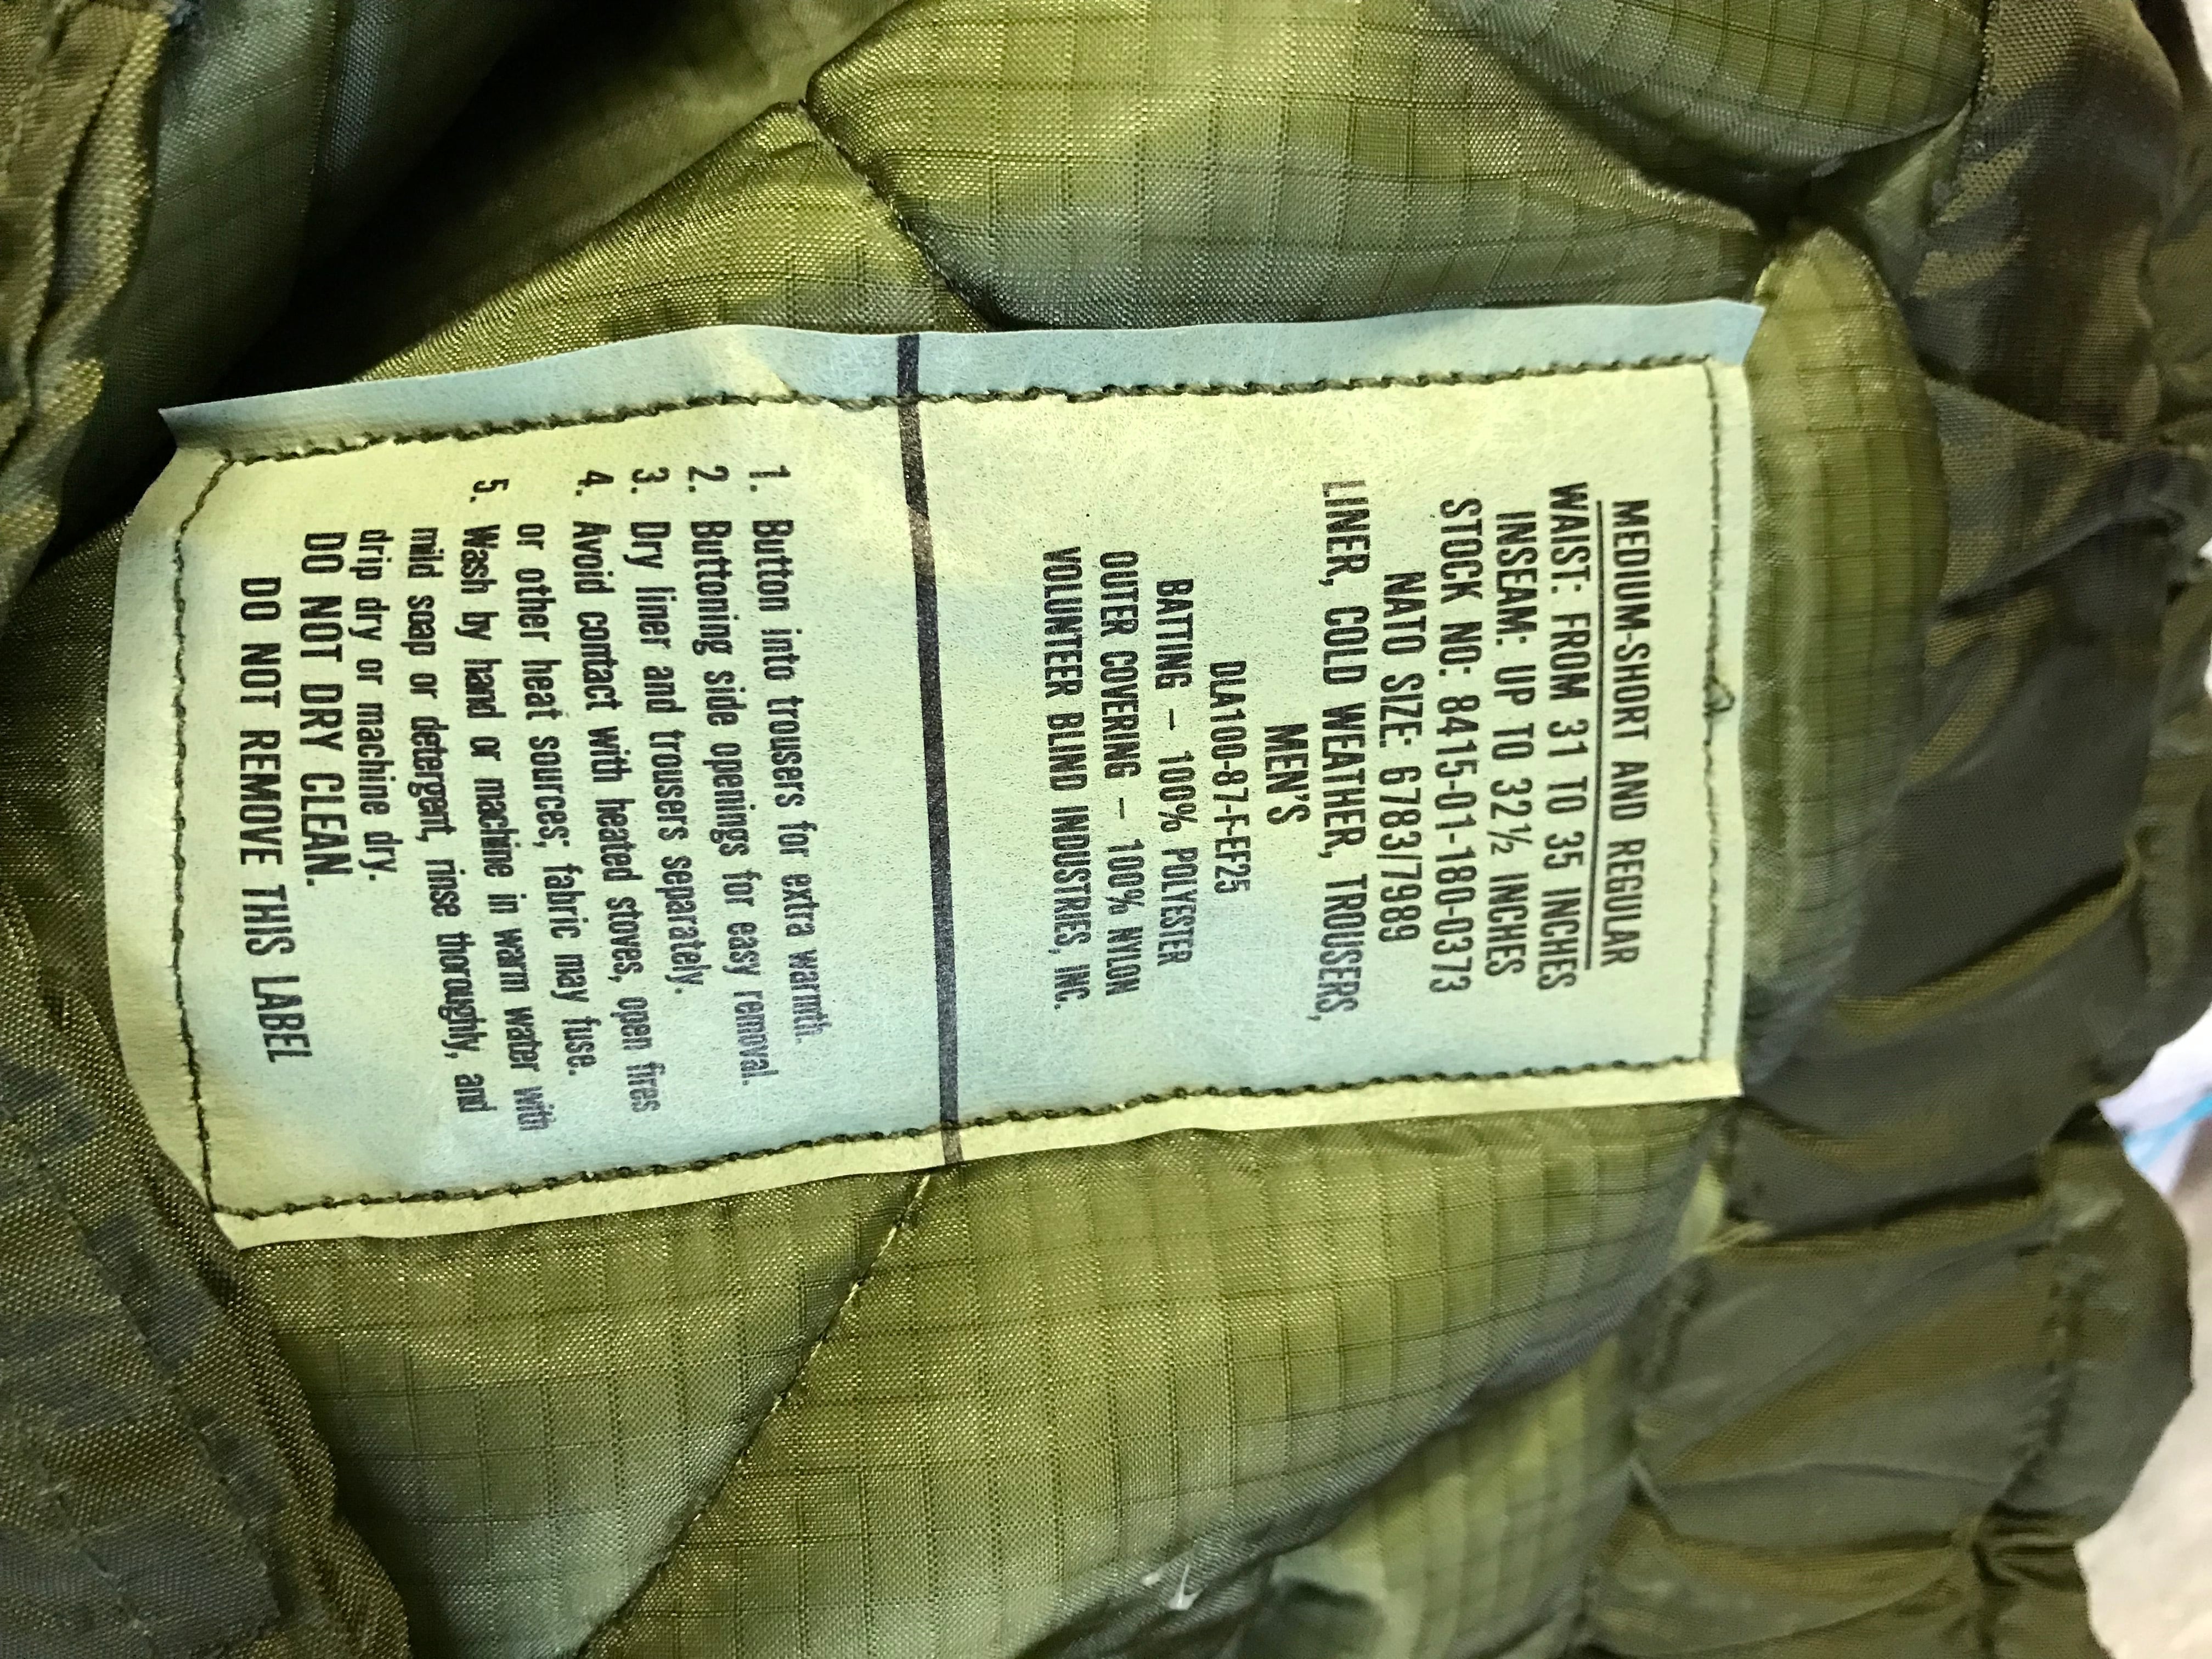 MEDIUM-SHORT AND REGULAR
WAIST: FROM 31 TO 35 INCHES
INSEAM: UP TO 32½ INCHES
STOCK NO: 8415-01-180-0373
NATO SIZE: 6783/7989
LINER, COLD WEATHER, TROUSERS,
MEN'S
DLA100-87-F-EF25
BATTING – 100% POLYESTER
OUTER COVERING – 100% NYLON
VOLUNTEER BLIND INDUSTRIES, INC.
1. Button into trousers for extra warmth.
2. Buttoning side openings for easy removal.
3. Dry liner and trousers separately.
4. Avoid contact with heated stoves, open fires
or other heat sources; fabric may fuse.
5. Wash by hand or machine in warm water with
mild soap or detergent, rinse thoroughly, and
drip dry or machine dry.
DO NOT DRY CLEAN.
DO NOT REMOVE THIS LABEL